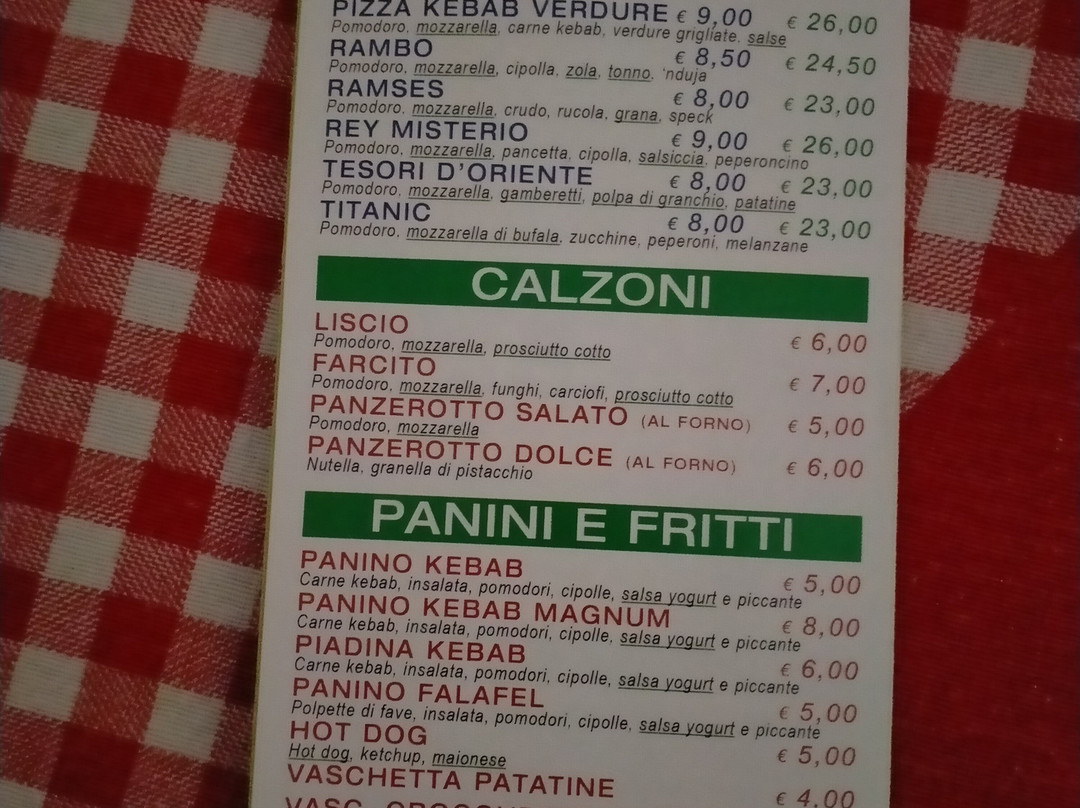 PIZZA KEBAB VERDURE € 9,00 € 26,00
Pomodoro, mozzarella, carne kebab, verdure grigliate, salse
RAMBO € 8,50 € 24,50
Pomodoro, mozzarella, cipolla, zola, tonno, 'nduja
RAMSES € 8,00 € 23,00
Pomodoro, mozzarella, crudo, rucola, grana, speck
REY MISTERIO € 9,00 € 26,00
Pomodoro, mozzarella, pancetta, cipolla, salsiccia, peperoncino
TESORI D'ORIENTE € 8,00 € 23,00
Pomodoro, mozzarella, gamberetti, polpa di granchio, patatine
TITANIC € 8,00 € 23,00
Pomodoro, mozzarella di bufala, zucchine, peperoni, melanzane
CALZONI
LISCIO € 6,00
Pomodoro, mozzarella, prosciutto cotto
FARCITO € 7,00
Pomodoro, mozzarella, funghi, carciofi, prosciutto cotto
PANZEROTTO SALATO (AL FORNO) € 5,00
Pomodoro, mozzarella
PANZEROTTO DOLCE (AL FORNO) € 6,00
Nutella, granella di pistacchio
PANINI E FRITTI
PANINO KEBAB € 5,00
Carne kebab, insalata, pomodori, cipolle, salsa yogurt e piccante
PANINO KEBAB MAGNUM € 8,00
Carne kebab, insalata, pomodori, cipolle, salsa yogurt e piccante
PIADINA KEBAB € 6,00
Carne kebab, insalata, pomodori, cipolle, salsa yogurt e piccante
PANINO FALAFEL € 5,00
Polpette di fave, insalata, pomodori, cipolle, salsa yogurt e piccante
HOT DOG € 5,00
Hot dog, ketchup, maionese
VASCHETTA PATATINE € 4,00